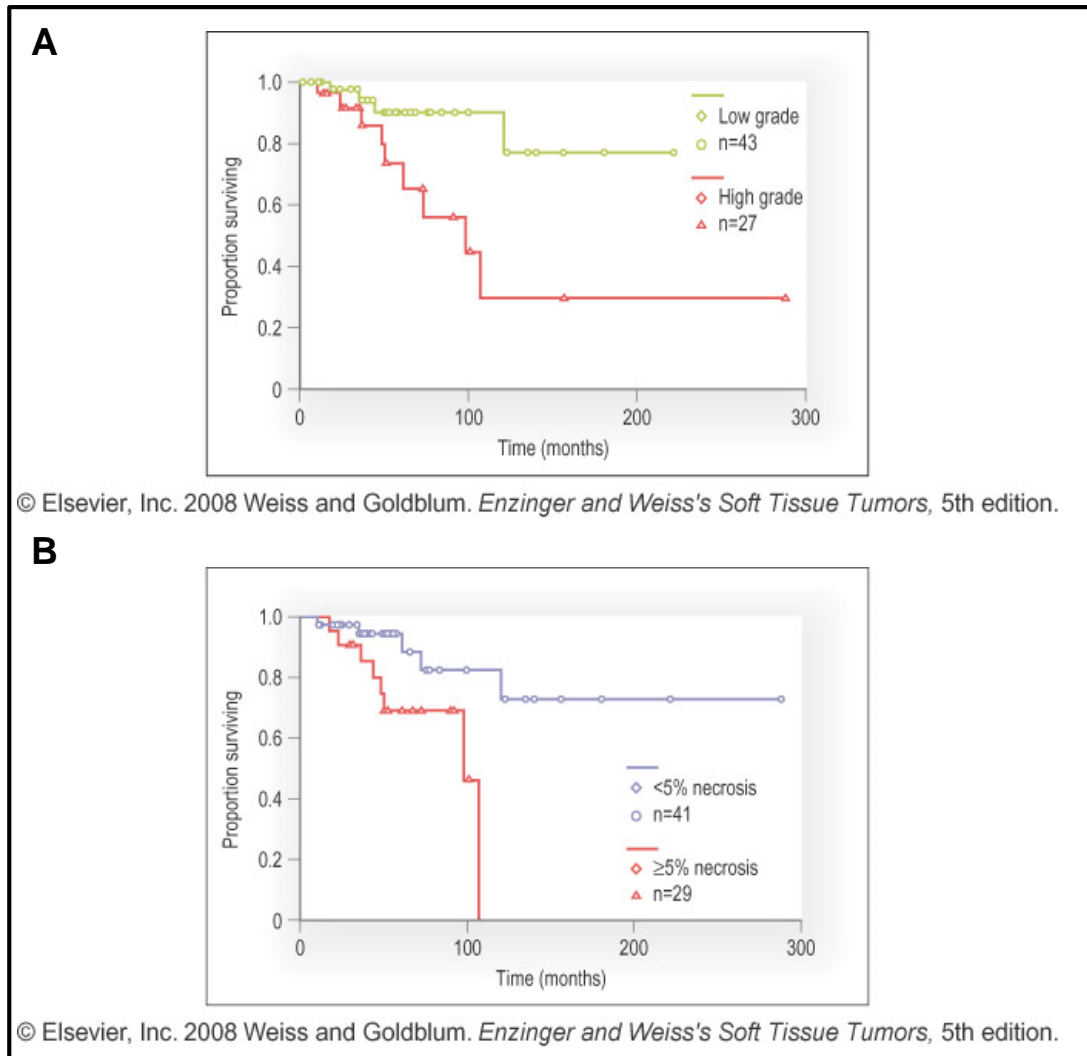 A
1.0
0.8
0.6
0.4
0.2
0
Proportion surviving
0 100 200 300
Time (months)
Low grade
n=43
High grade
n=27
© Elsevier, Inc. 2008 Weiss and Goldblum. Enzinger and Weiss's Soft Tissue Tumors, 5th edition.
B
1.0
0.8
0.6
0.4
0.2
0
Proportion surviving
0 100 200 300
Time (months)
<5% necrosis
n=41
≥5% necrosis
n=29
© Elsevier, Inc. 2008 Weiss and Goldblum. Enzinger and Weiss's Soft Tissue Tumors, 5th edition.